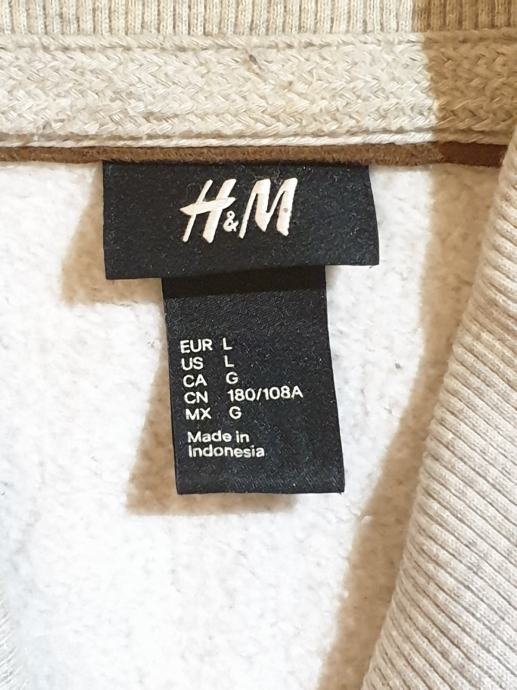 H&M
EUR L
US L
CA G
CN 180/108A
MX G
Made in
Indonesia